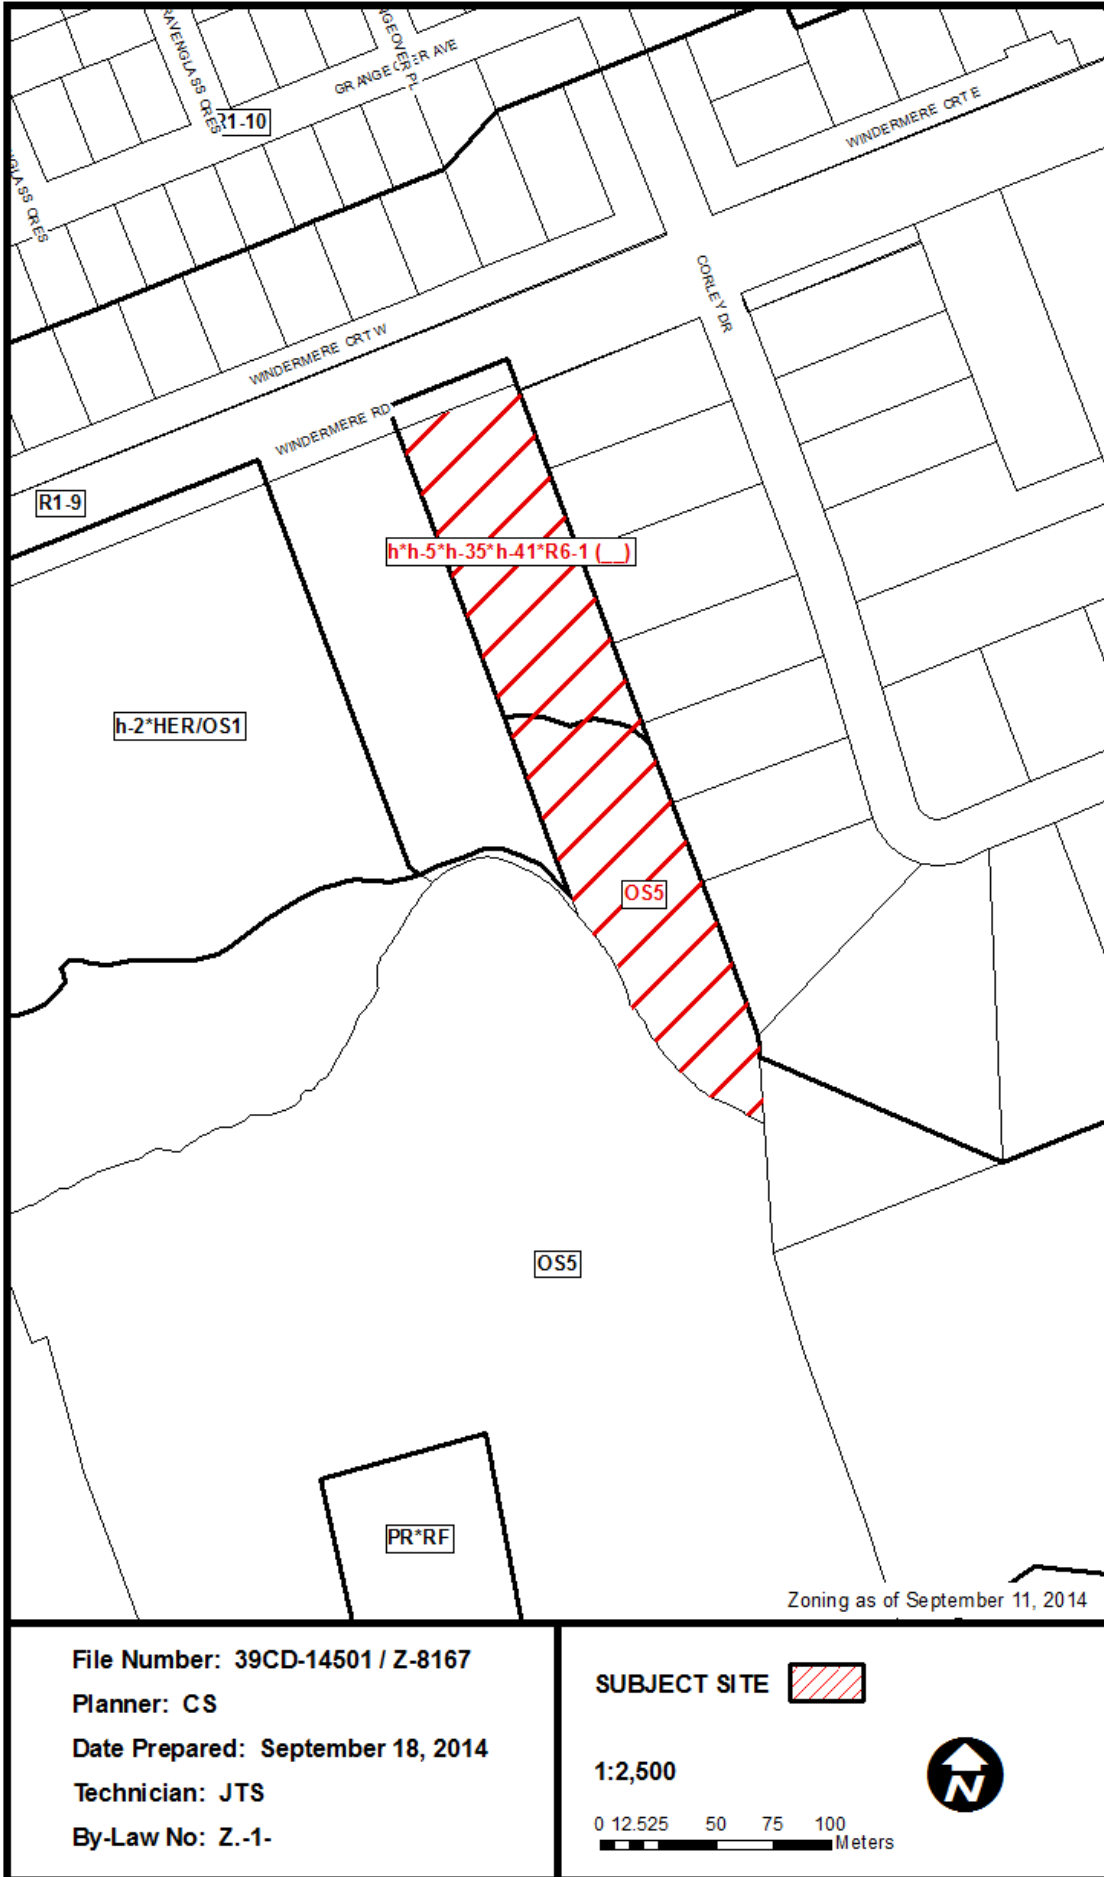 GRANGEOVER AVE
R1-10
WINDERMERE CRT E
CORLEY DR
WINDERMERE CRT W
WINDERMERE RD
R1-9
h*h-5*h-35*h-41*R6-1 (__)
h-2*HER/OS1
OS5
OS5
PR*RF
Zoning as of September 11, 2014
File Number: 39CD-14501 / Z-8167
Planner: CS
Date Prepared: September 18, 2014
Technician: JTS
By-Law No: Z.-1-
SUBJECT SITE
1:2,500
N
0 12.525 50 75 100
Meters